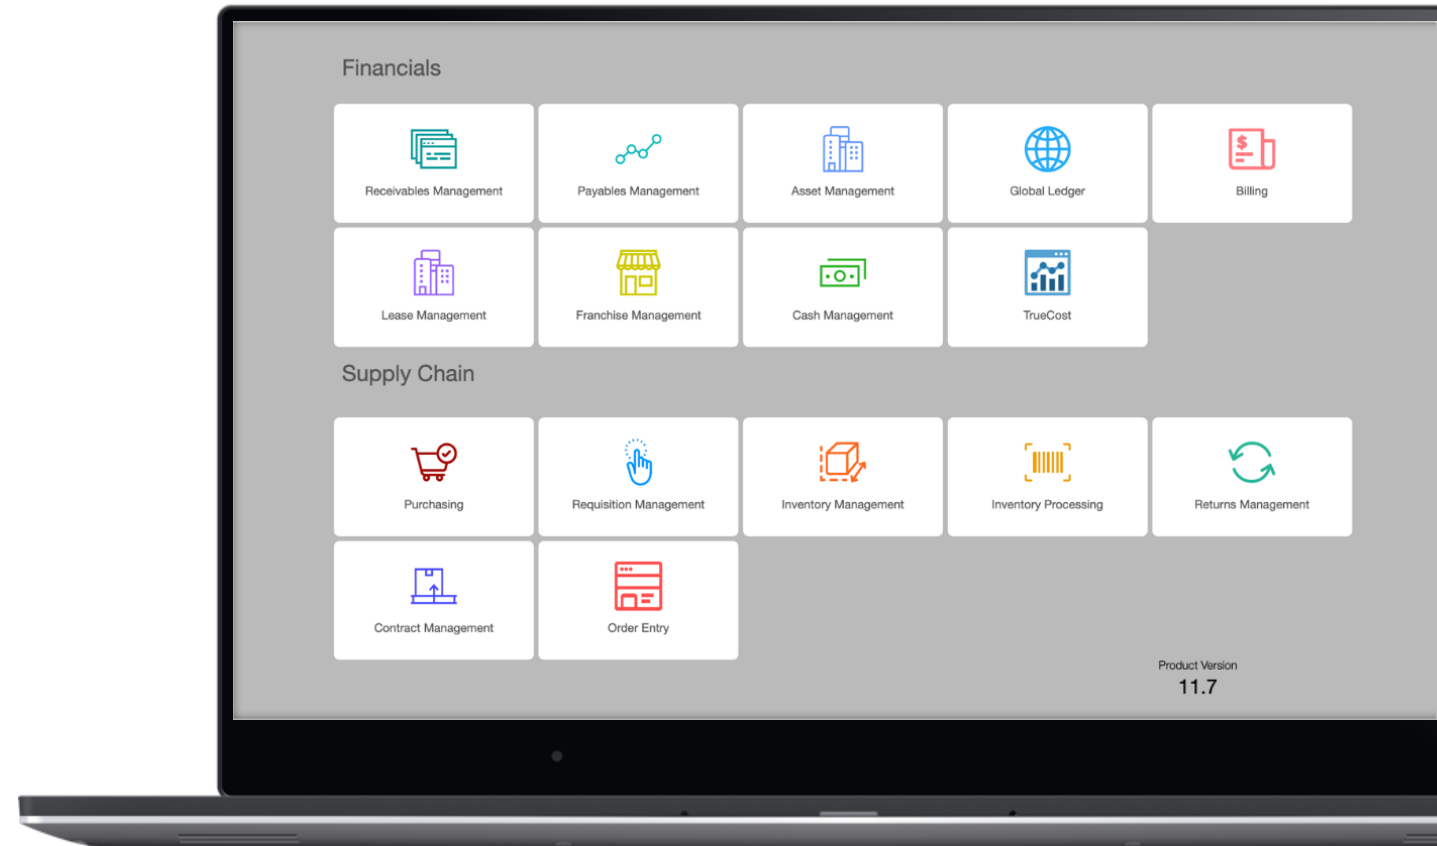 Financials
Receivables Management
Payables Management
Asset Management
Global Ledger
Billing
Lease Management
Franchise Management
Cash Management
TrueCost
Supply Chain
Purchasing
Requisition Management
Inventory Management
Inventory Processing
Returns Management
Contract Management
Order Entry
Product Version
11.7